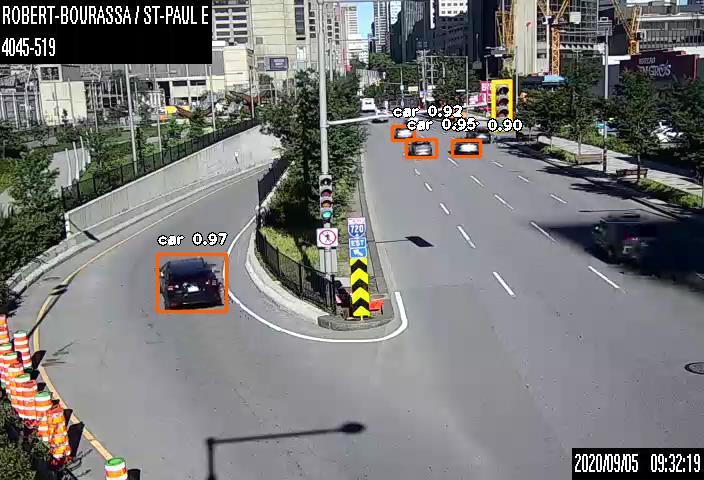 ROBERT-BOURASSA / ST-PAUL E
4045-519
car 0.92
car 0.95
0.90
car 0.97
720
EST
2020/09/05 09:32:19